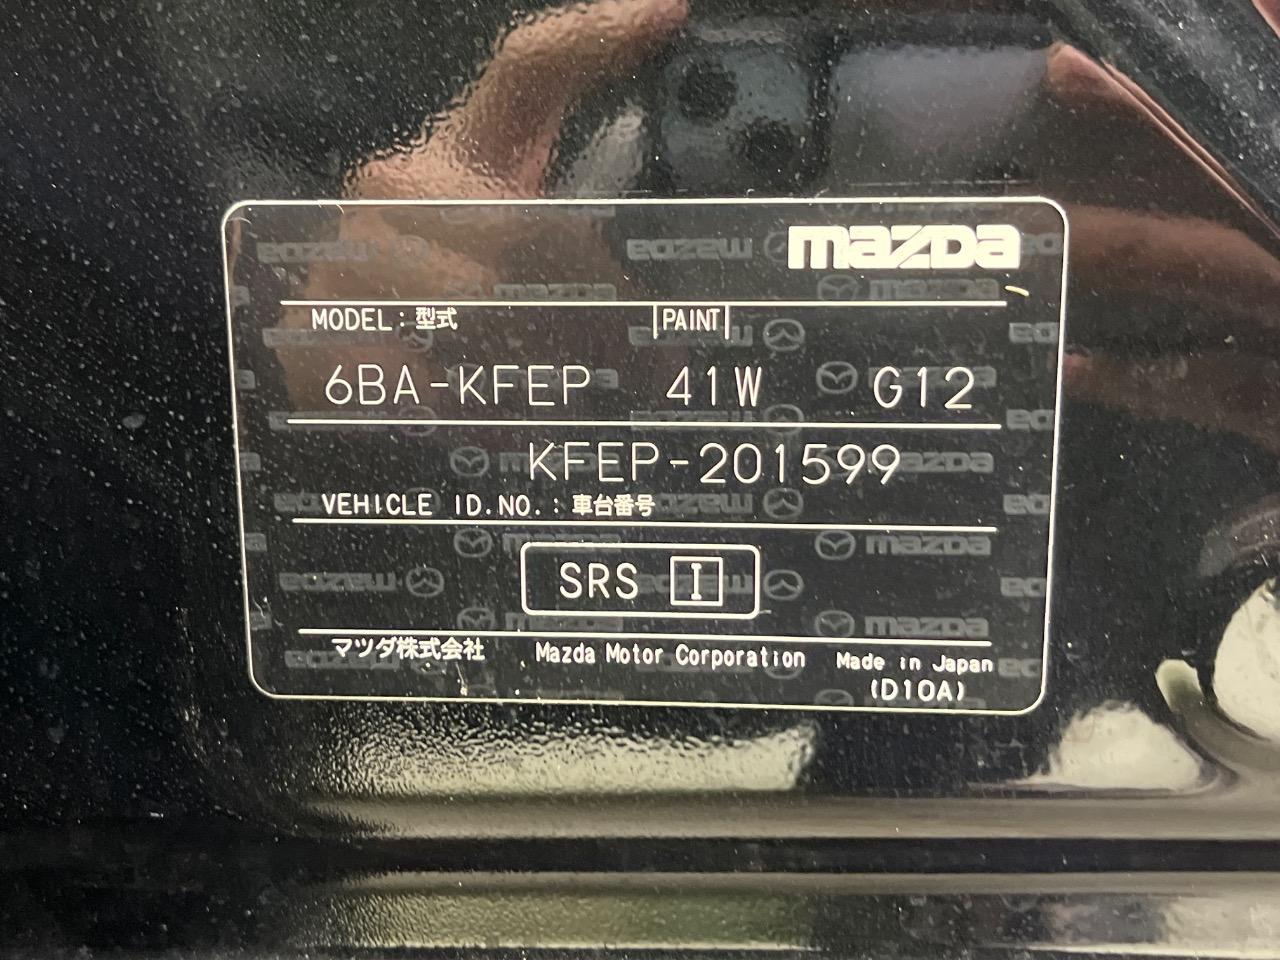 mazda
MODEL : 型式 PAINT
6BA-KFEP 41W G12
KFEP-201599
VEHICLE ID.NO. : 車台番号
SRS I
マツダ株式会社 Mazda Motor Corporation Made in Japan
(D10A)